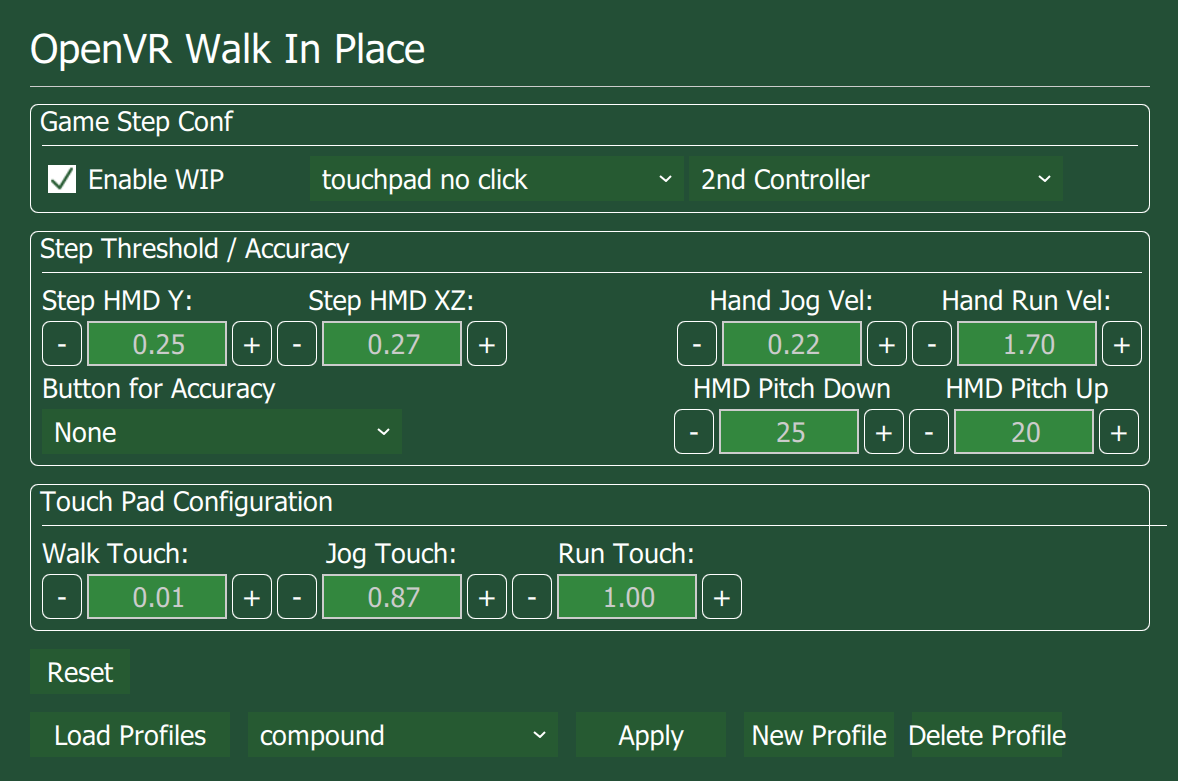 OpenVR Walk In Place
Game Step Conf
Enable WIP touchpad no click 2nd Controller
Step Threshold / Accuracy
Step HMD Y: Step HMD XZ: Hand Jog Vel: Hand Run Vel:
- 0.25 + - 0.27 + - 0.22 + - 1.70 +
Button for Accuracy HMD Pitch Down HMD Pitch Up
None - 25 + - 20 +
Touch Pad Configuration
Walk Touch: Jog Touch: Run Touch:
- 0.01 + - 0.87 + - 1.00 +
Reset
Load Profiles compound Apply New Profile Delete Profile